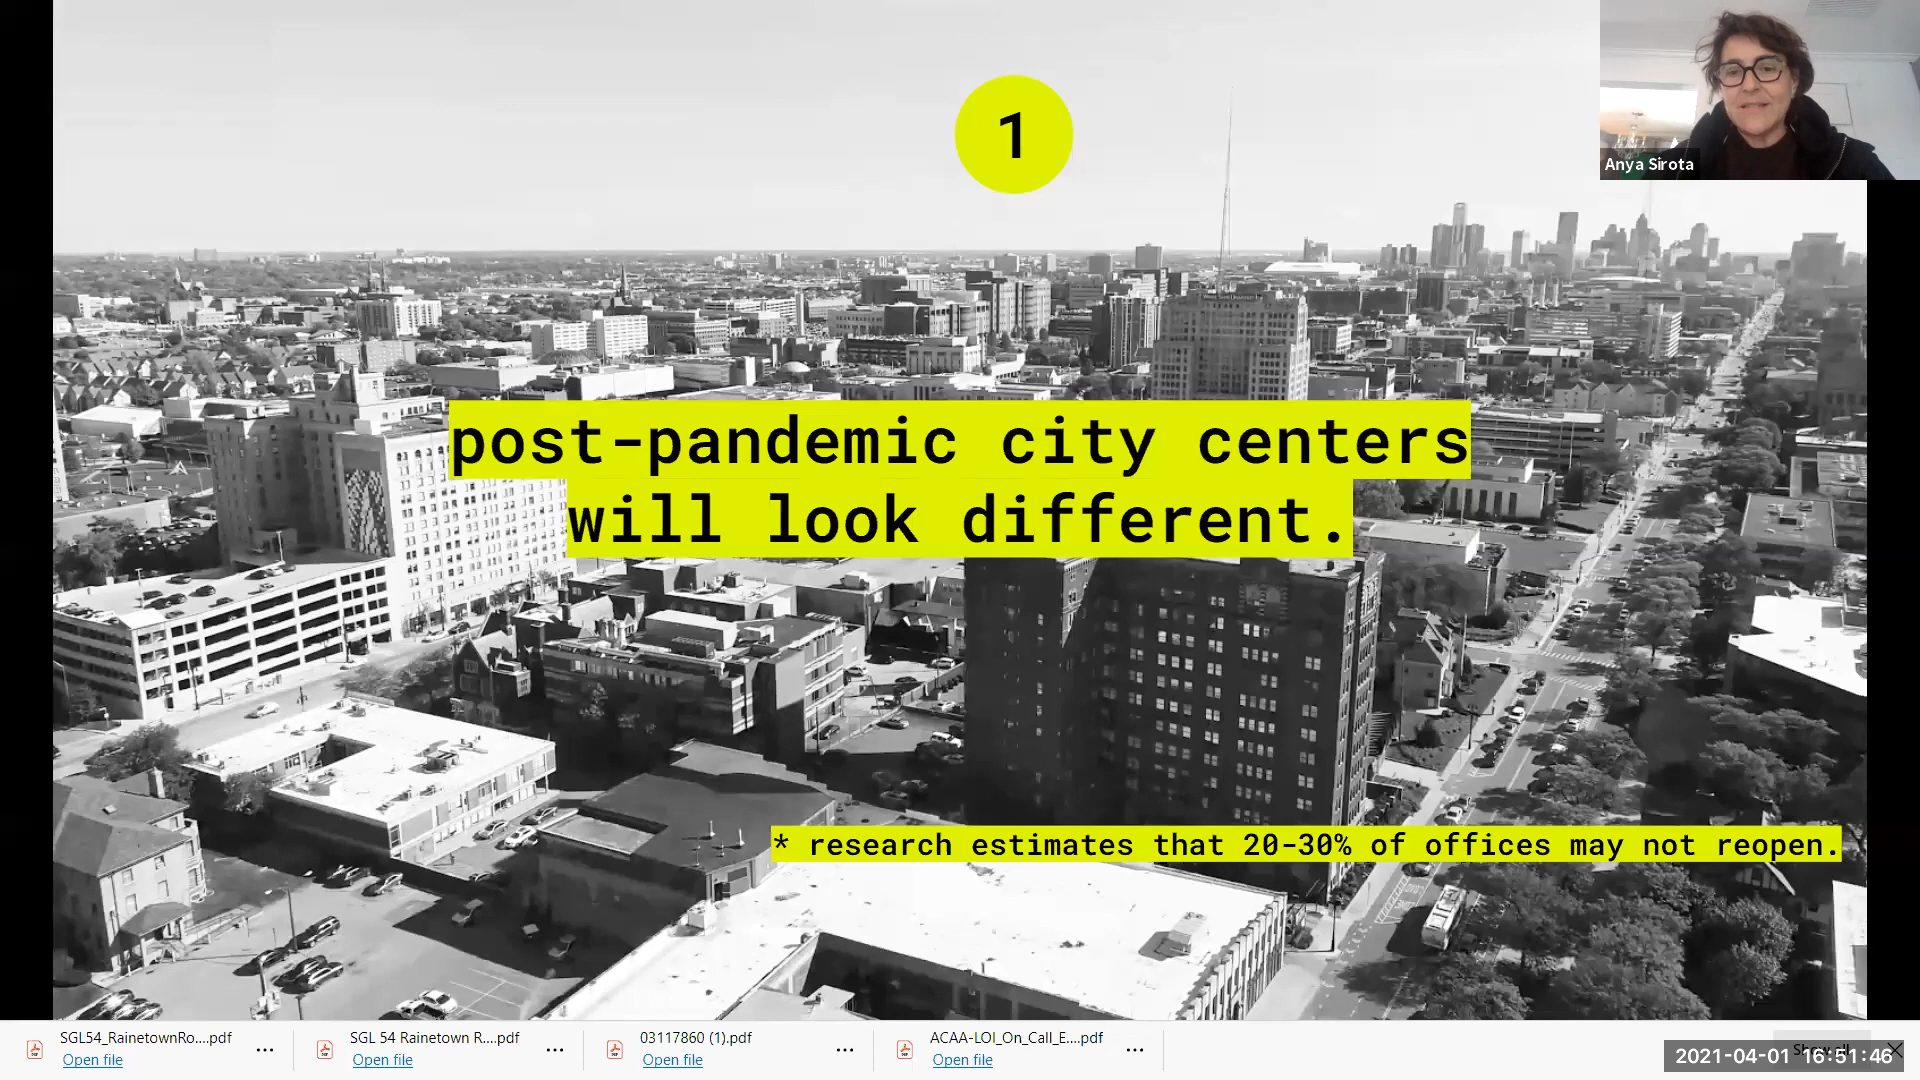 1
Anya Sirota
post-pandemic city centers
will look different.
* research estimates that 20-30% of offices may not reopen.
SGL54_RainetownRo....pdf
Open file
SGL 54 Rainetown R....pdf
Open file
03117860 (1).pdf
Open file
ACAA-LOI_On_Call_E....pdf
Open file
Show all
2021-04-01 16:51:46